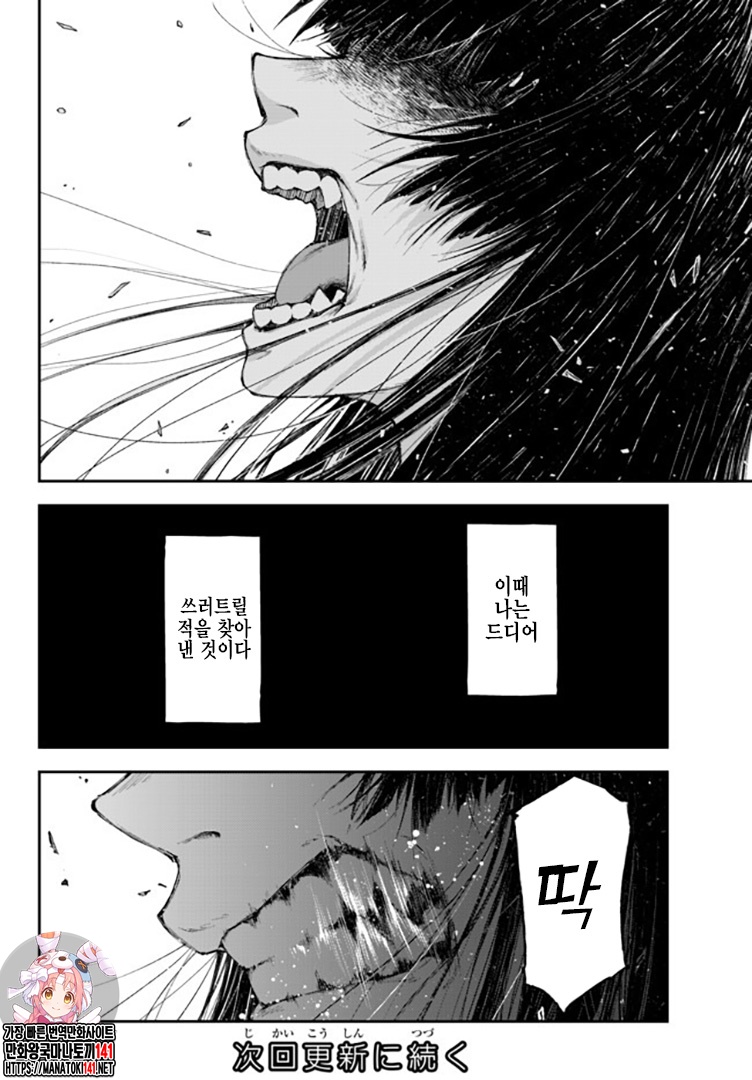 이때
나는
드디어
쓰러트릴
적을 찾아
낸 것이다
딱
가장 빠른 번역만화사이트
만화왕국마나토끼141
HTTPS://MANATOKI141.NET
じ かい こう しん つづ
次回更新に続く